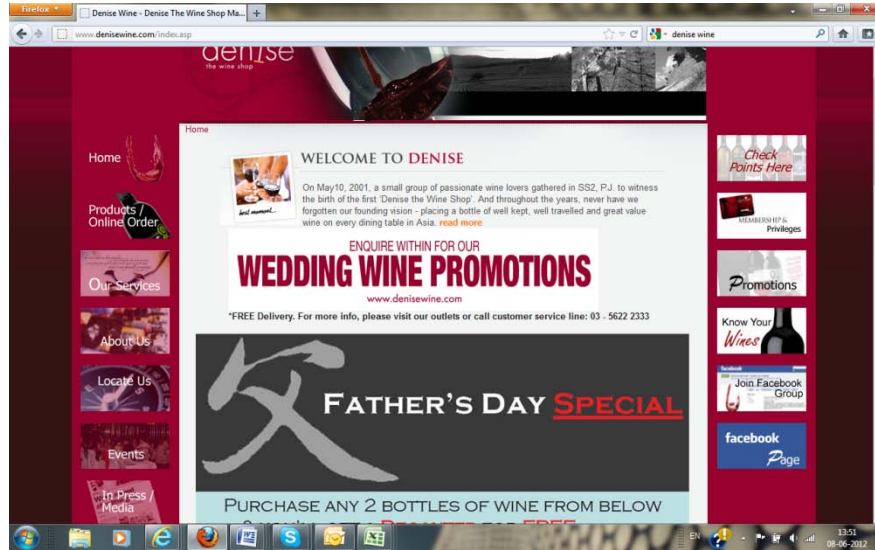 Firefox
Denise Wine - Denise The Wine Shop Ma...
www.denisewine.com/index.asp
denise wine
denise
the wine shop
Home
Home
Products /
Online Order
Our Services
About Us
Locate Us
Events
In Press /
Media
best moment...
WELCOME TO DENISE
On May10, 2001, a small group of passionate wine lovers gathered in SS2, P.J. to witness
the birth of the first 'Denise the Wine Shop'. And throughout the years, never have we
forgotten our founding vision - placing a bottle of well kept, well travelled and great value
wine on every dining table in Asia. read more
ENQUIRE WITHIN FOR OUR
WEDDING WINE PROMOTIONS
www.denisewine.com
*FREE Delivery. For more info, please visit our outlets or call customer service line: 03 - 5622 2333
父
FATHER'S DAY SPECIAL
PURCHASE ANY 2 BOTTLES OF WINE FROM BELOW
Check
Points Here
MEMBERSHIP &
Privileges
Promotions
Know Your
Wines
facebook
Join Facebook
Group
facebook
Page
EN
13:51
08-06-2012